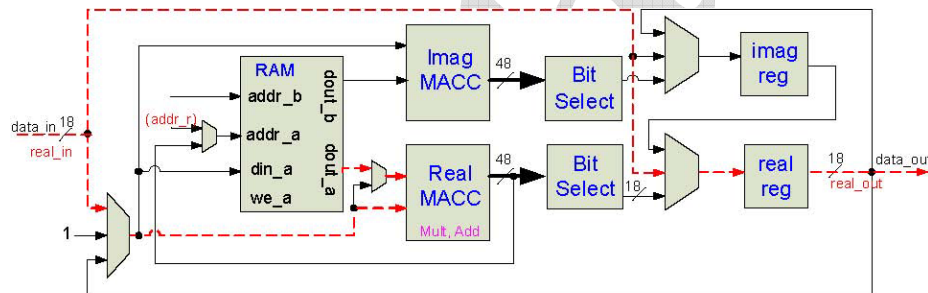 RAM
dout_b
addr_b
(addr_r)
addr_a
dout_a
din_a
we_a
data_in
18
real_in
1
Imag
MACC
48
Bit
Select
imag
reg
Real
MACC
Mult, Add
48
Bit
Select
18
real
reg
18
real_out
data_out